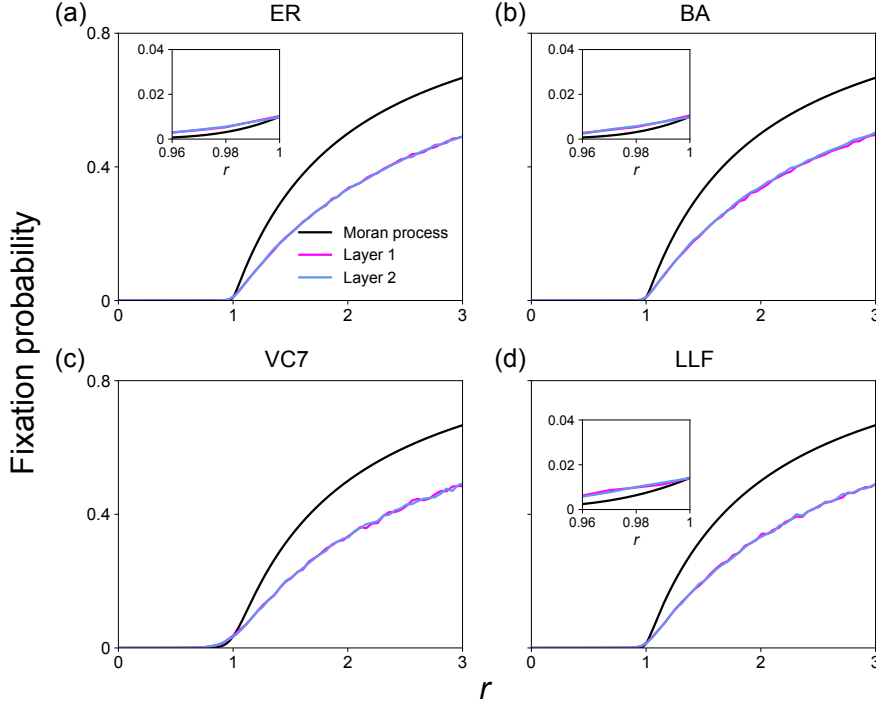 Fixation probability
(a)
ER
0.8
0.4
0
0
1
2
3
0.04
0.02
0
0.96
0.98
1
r
Moran process
Layer 1
Layer 2
(b)
BA
0
1
2
3
0.04
0.02
0
0.96
0.98
1
r
(c)
VC7
0.8
0.4
0
0
1
2
3
(d)
LLF
0
1
2
3
0.04
0.02
0
0.96
0.98
1
r
r